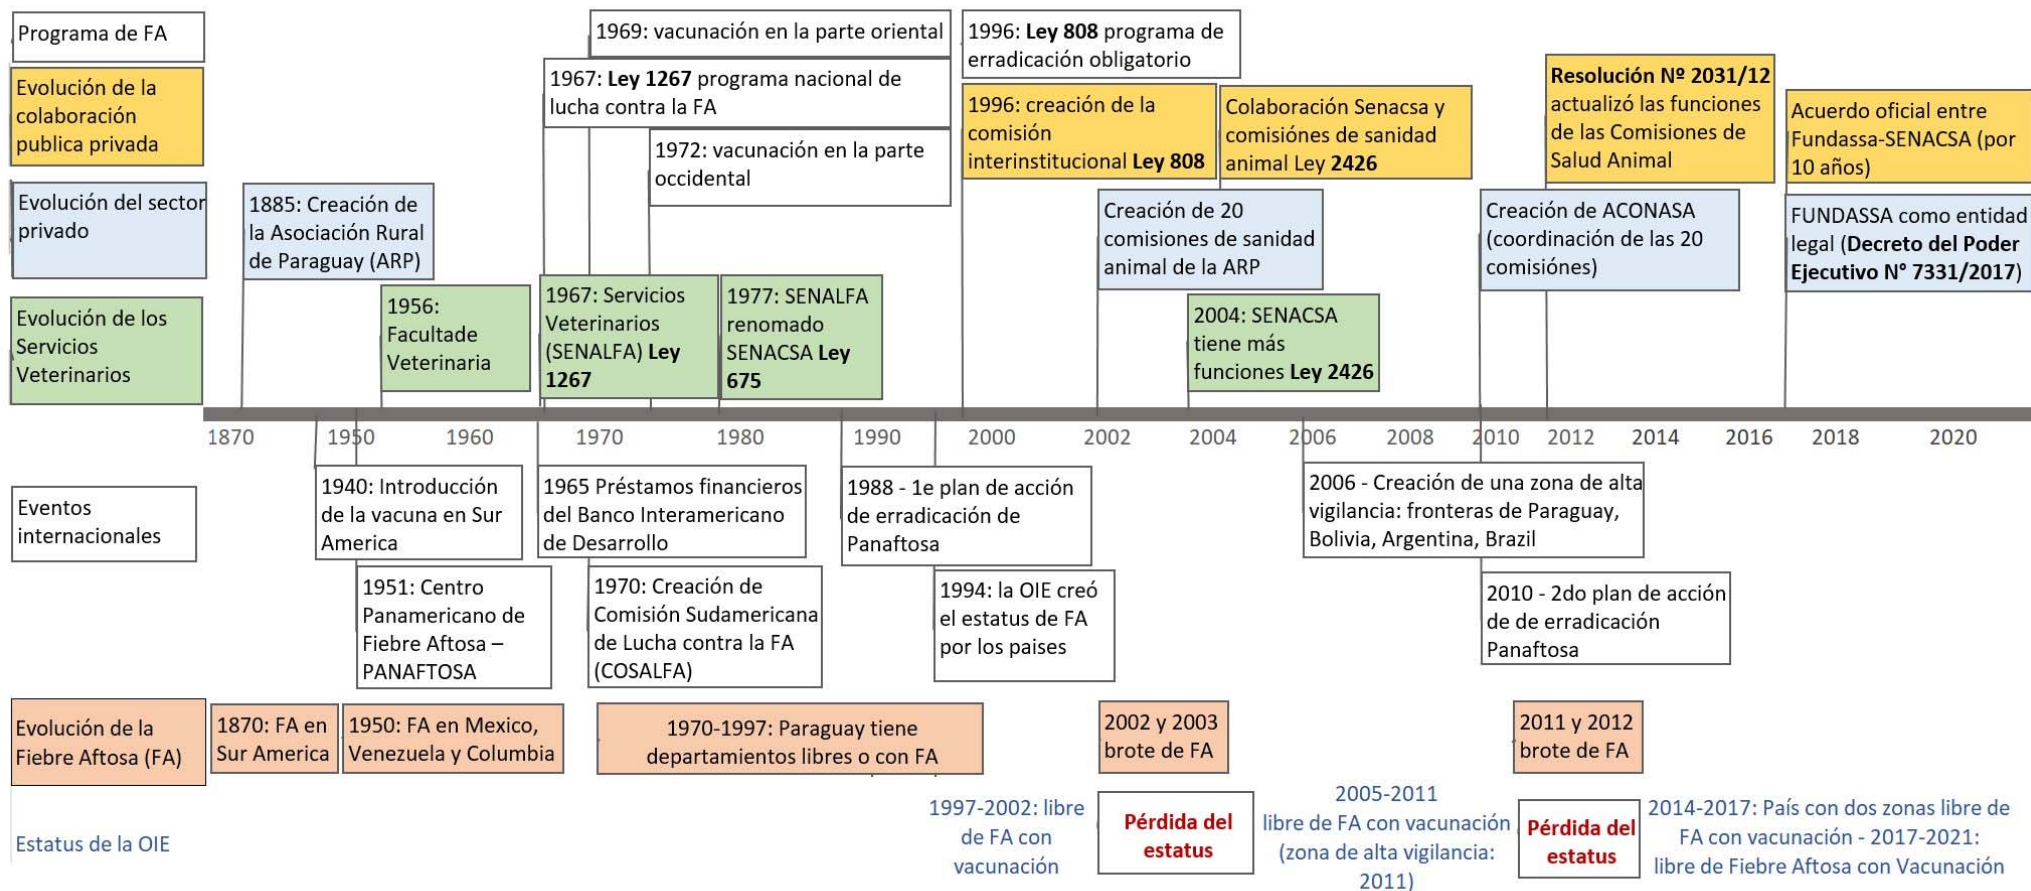 Programa de FA
1969: vacunación en la parte oriental
1967: Ley 1267 programa nacional de
lucha contra la FA
1972: vacunación en la parte
occidental
1996: Ley 808 programa de
erradicación obligatorio
Evolución de la
colaboración
publica privada
1996: creación de la
comisión
interinstitucional Ley 808
Colaboración Senacsa y
comisiónes de sanidad
animal Ley 2426
Resolución Nº 2031/12
actualizó las funciones
de las Comisiones de
Salud Animal
Acuerdo oficial entre
Fundassa-SENACSA (por
10 años)
Evolución del sector
privado
1885: Creación de
la Asociación Rural
de Paraguay (ARP)
Creación de 20
comisiones de sanidad
animal de la ARP
Creación de ACONASA
(coordinación de las 20
comisiónes)
FUNDASSA como entidad
legal (Decreto del Poder
Ejecutivo N° 7331/2017)
Evolución de los
Servicios
Veterinarios
1956:
Facultade
Veterinaria
1967: Servicios
Veterinarios
(SENALFA) Ley
1267
1977: SENALFA
renomado
SENACSA Ley
675
2004: SENACSA
tiene más
funciones Ley 2426
1870 1950 1960 1970 1980 1990 2000 2002 2004 2006 2008 2010 2012 2014 2016 2018 2020
Eventos
internacionales
1940: Introducción
de la vacuna en Sur
America
1965 Préstamos financieros
del Banco Interamericano
de Desarrollo
1988 - 1e plan de acción
de erradicación de
Panaftosa
2006 - Creación de una zona de alta
vigilancia: fronteras de Paraguay,
Bolivia, Argentina, Brazil
1951: Centro
Panamericano de
Fiebre Aftosa –
PANAFTOSA
1970: Creación de
Comisión Sudamericana
de Lucha contra la FA
(COSALFA)
1994: la OIE creó
el estatus de FA
por los paises
2010 - 2do plan de acción
de de erradicación
Panaftosa
Evolución de la
Fiebre Aftosa (FA)
1870: FA en
Sur America
1950: FA en Mexico,
Venezuela y Columbia
1970-1997: Paraguay tiene
departamientos libres o con FA
2002 y 2003
brote de FA
2011 y 2012
brote de FA
Estatus de la OIE
1997-2002: libre
de FA con
vacunación
Pérdida del
estatus
2005-2011
libre de FA con vacunación
(zona de alta vigilancia:
2011)
Pérdida del
estatus
2014-2017: País con dos zonas libre de
FA con vacunación - 2017-2021:
libre de Fiebre Aftosa con Vacunación